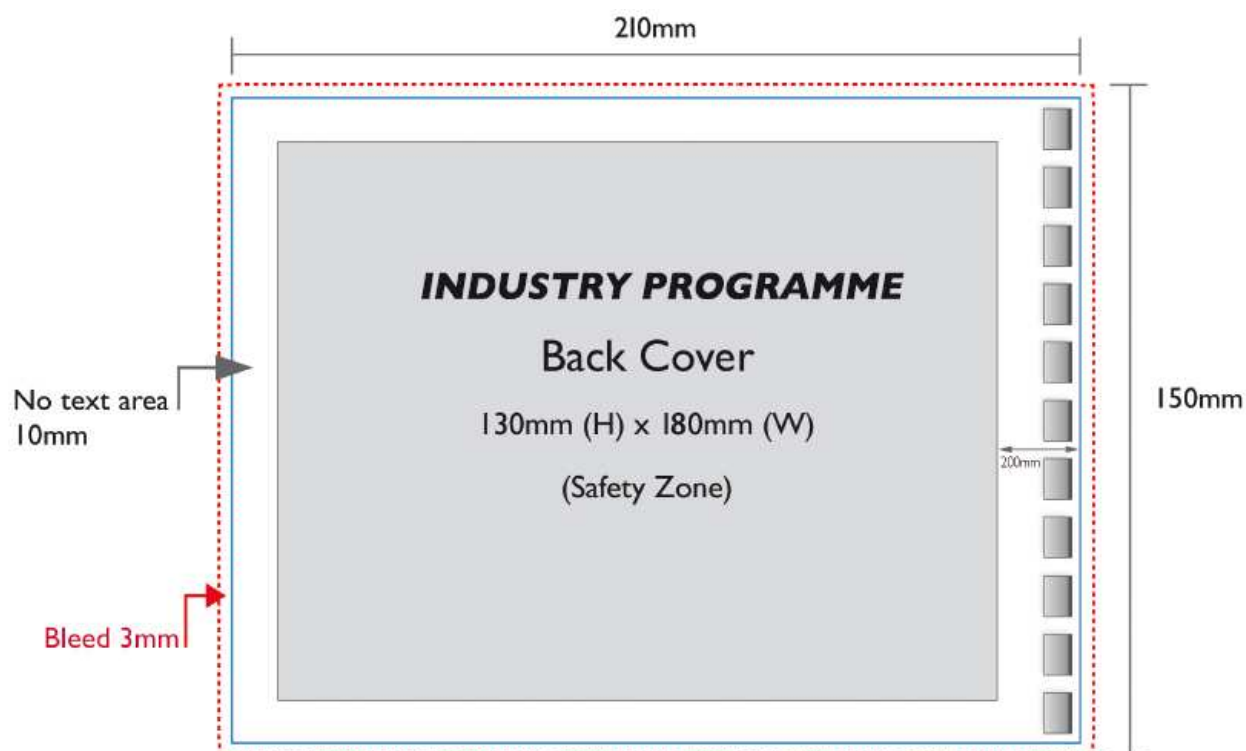 210mm
INDUSTRY PROGRAMME
Back Cover
130mm (H) x 180mm (W)
(Safety Zone)
No text area
10mm
150mm
200mm
Bleed 3mm